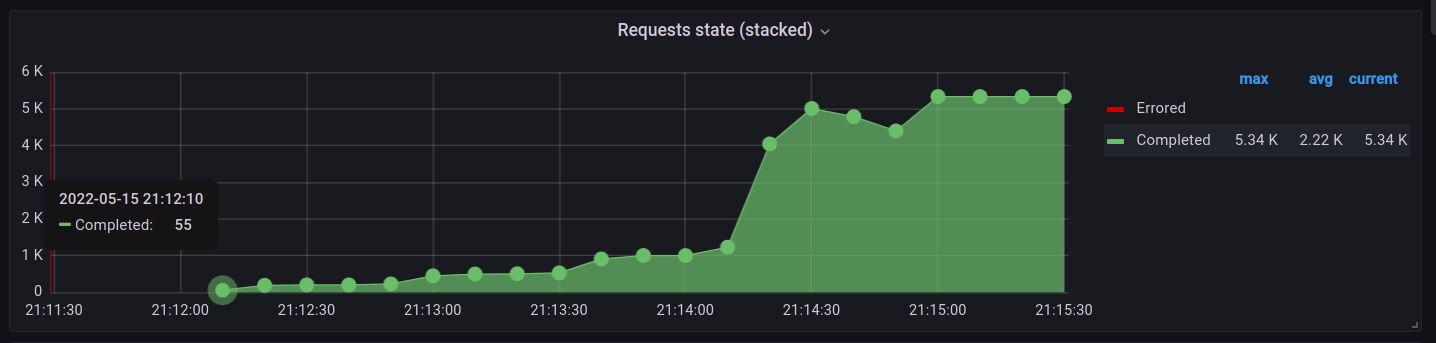 Requests state (stacked)
6 K
5 K
4 K
3 K
2 K
1 K
0
2022-05-15 21:12:10
Completed: 55
21:11:30 21:12:00 21:12:30 21:13:00 21:13:30 21:14:00 21:14:30 21:15:00 21:15:30
max avg current
Errored
Completed 5.34 K 2.22 K 5.34 K